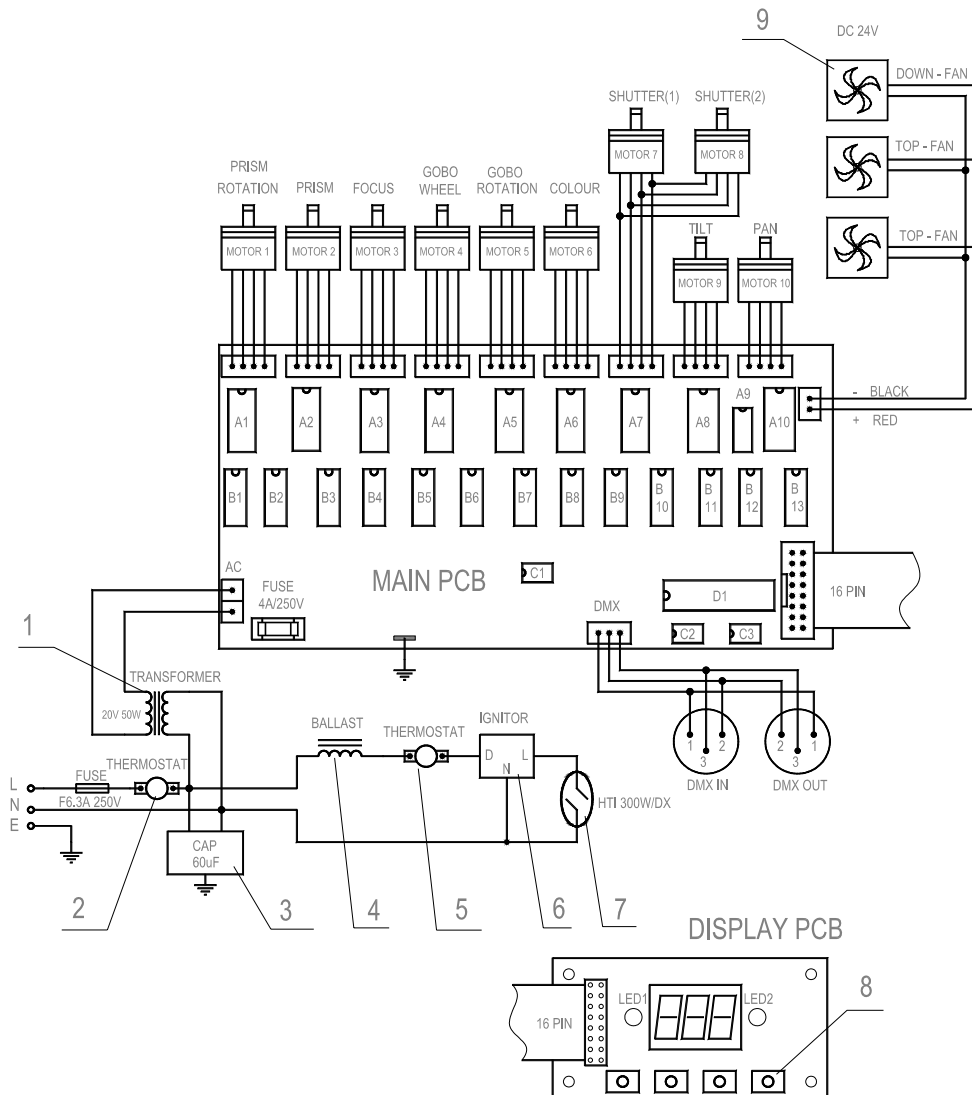 9
DC 24V
DOWN - FAN
TOP - FAN
TOP - FAN
SHUTTER(1)
SHUTTER(2)
MOTOR 7
MOTOR 8
PRISM
ROTATION
PRISM
FOCUS
GOBO
WHEEL
GOBO
ROTATION
COLOUR
TILT
PAN
MOTOR 1
MOTOR 2
MOTOR 3
MOTOR 4
MOTOR 5
MOTOR 6
MOTOR 9
MOTOR 10
A1
A2
A3
A4
A5
A6
A7
A8
A9
A10
- BLACK
+ RED
B1
B2
B3
B4
B5
B6
B7
B8
B9
B
10
B
11
B
12
B
13
AC
FUSE
4A/250V
MAIN PCB
C1
D1
16 PIN
DMX
C2
C3
1
TRANSFORMER
20V 50W
BALLAST
THERMOSTAT
IGNITOR
D
L
N
1
2
3
DMX IN
2
1
3
DMX OUT
L
N
E
FUSE
F6.3A 250V
THERMOSTAT
HTI 300W/DX
CAP
60uF
2
3
4
5
6
7
DISPLAY PCB
8
16 PIN
LED1
LED2